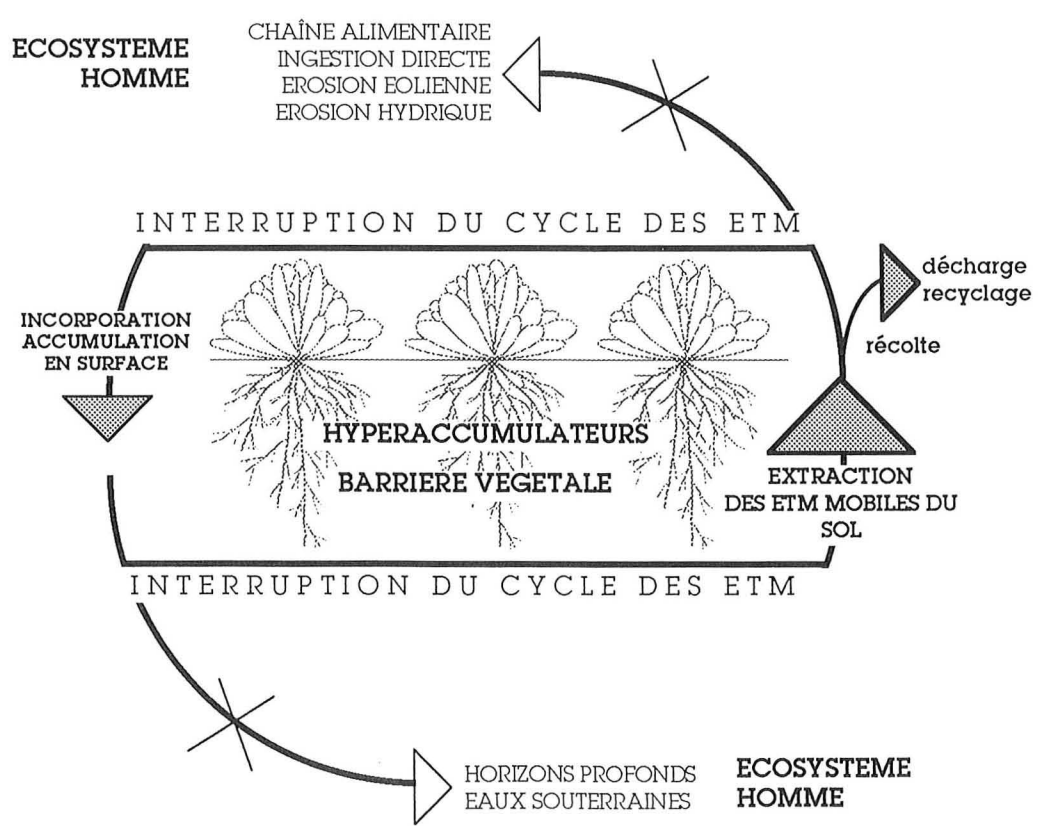 ECOSYSTEME
HOMME
CHAÎNE ALIMENTAIRE
INGESTION DIRECTE
EROSION EOLIENNE
EROSION HYDRIQUE
INTERRUPTION DU CYCLE DES ETM
décharge
recyclage
récolte
INCORPORATION
ACCUMULATION
EN SURFACE
HYPERACCUMULATEURS
BARRIERE VEGETALE
EXTRACTION
DES ETM MOBILES DU
SOL
INTERRUPTION DU CYCLE DES ETM
HORIZONS PROFONDS
EAUX SOUTERRAINES
ECOSYSTEME
HOMME